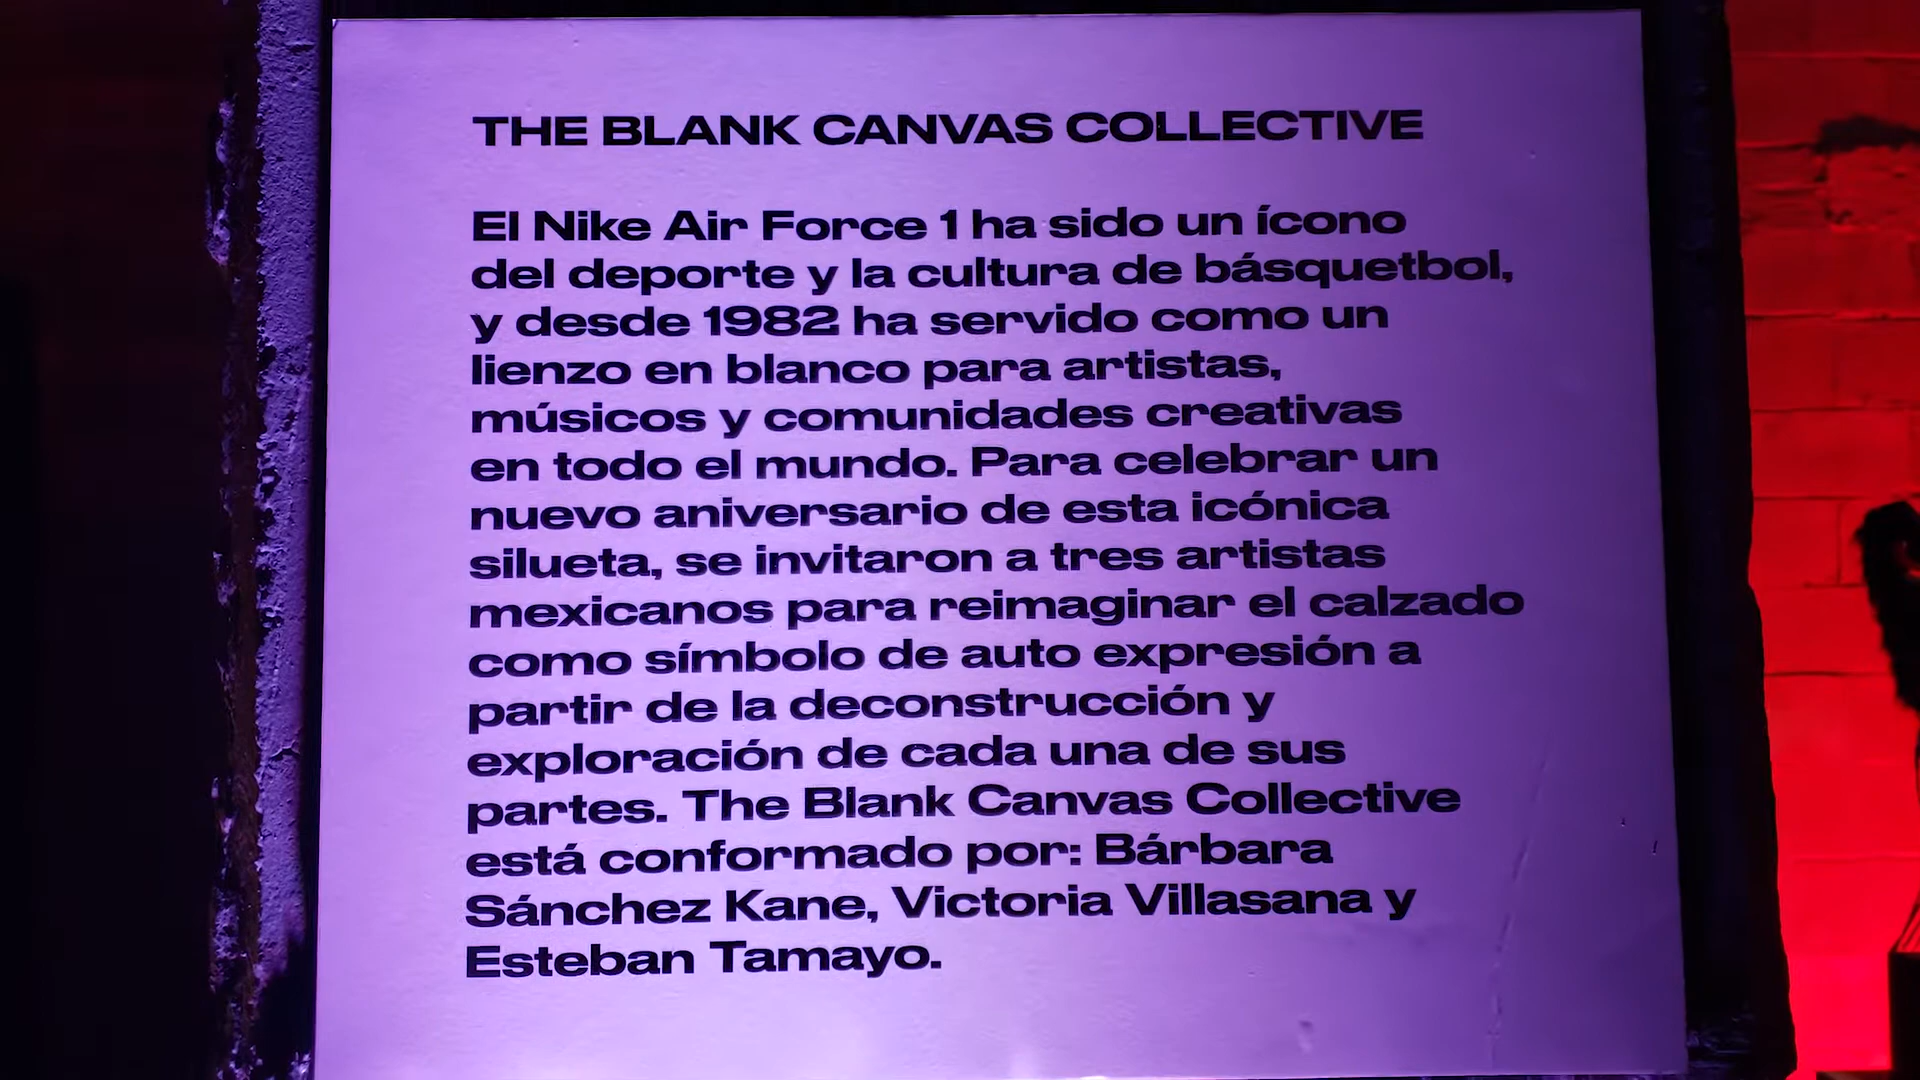 THE BLANK CANVAS COLLECTIVE
El Nike Air Force 1 ha sido un ícono
del deporte y la cultura de básquetbol,
y desde 1982 ha servido como un
lienzo en blanco para artistas,
músicos y comunidades creativas
en todo el mundo. Para celebrar un
nuevo aniversario de esta icónica
silueta, se invitaron a tres artistas
mexicanos para reimaginar el calzado
como símbolo de auto expresión a
partir de la deconstrucción y
exploración de cada una de sus
partes. The Blank Canvas Collective
está conformado por: Bárbara
Sánchez Kane, Victoria Villasana y
Esteban Tamayo.